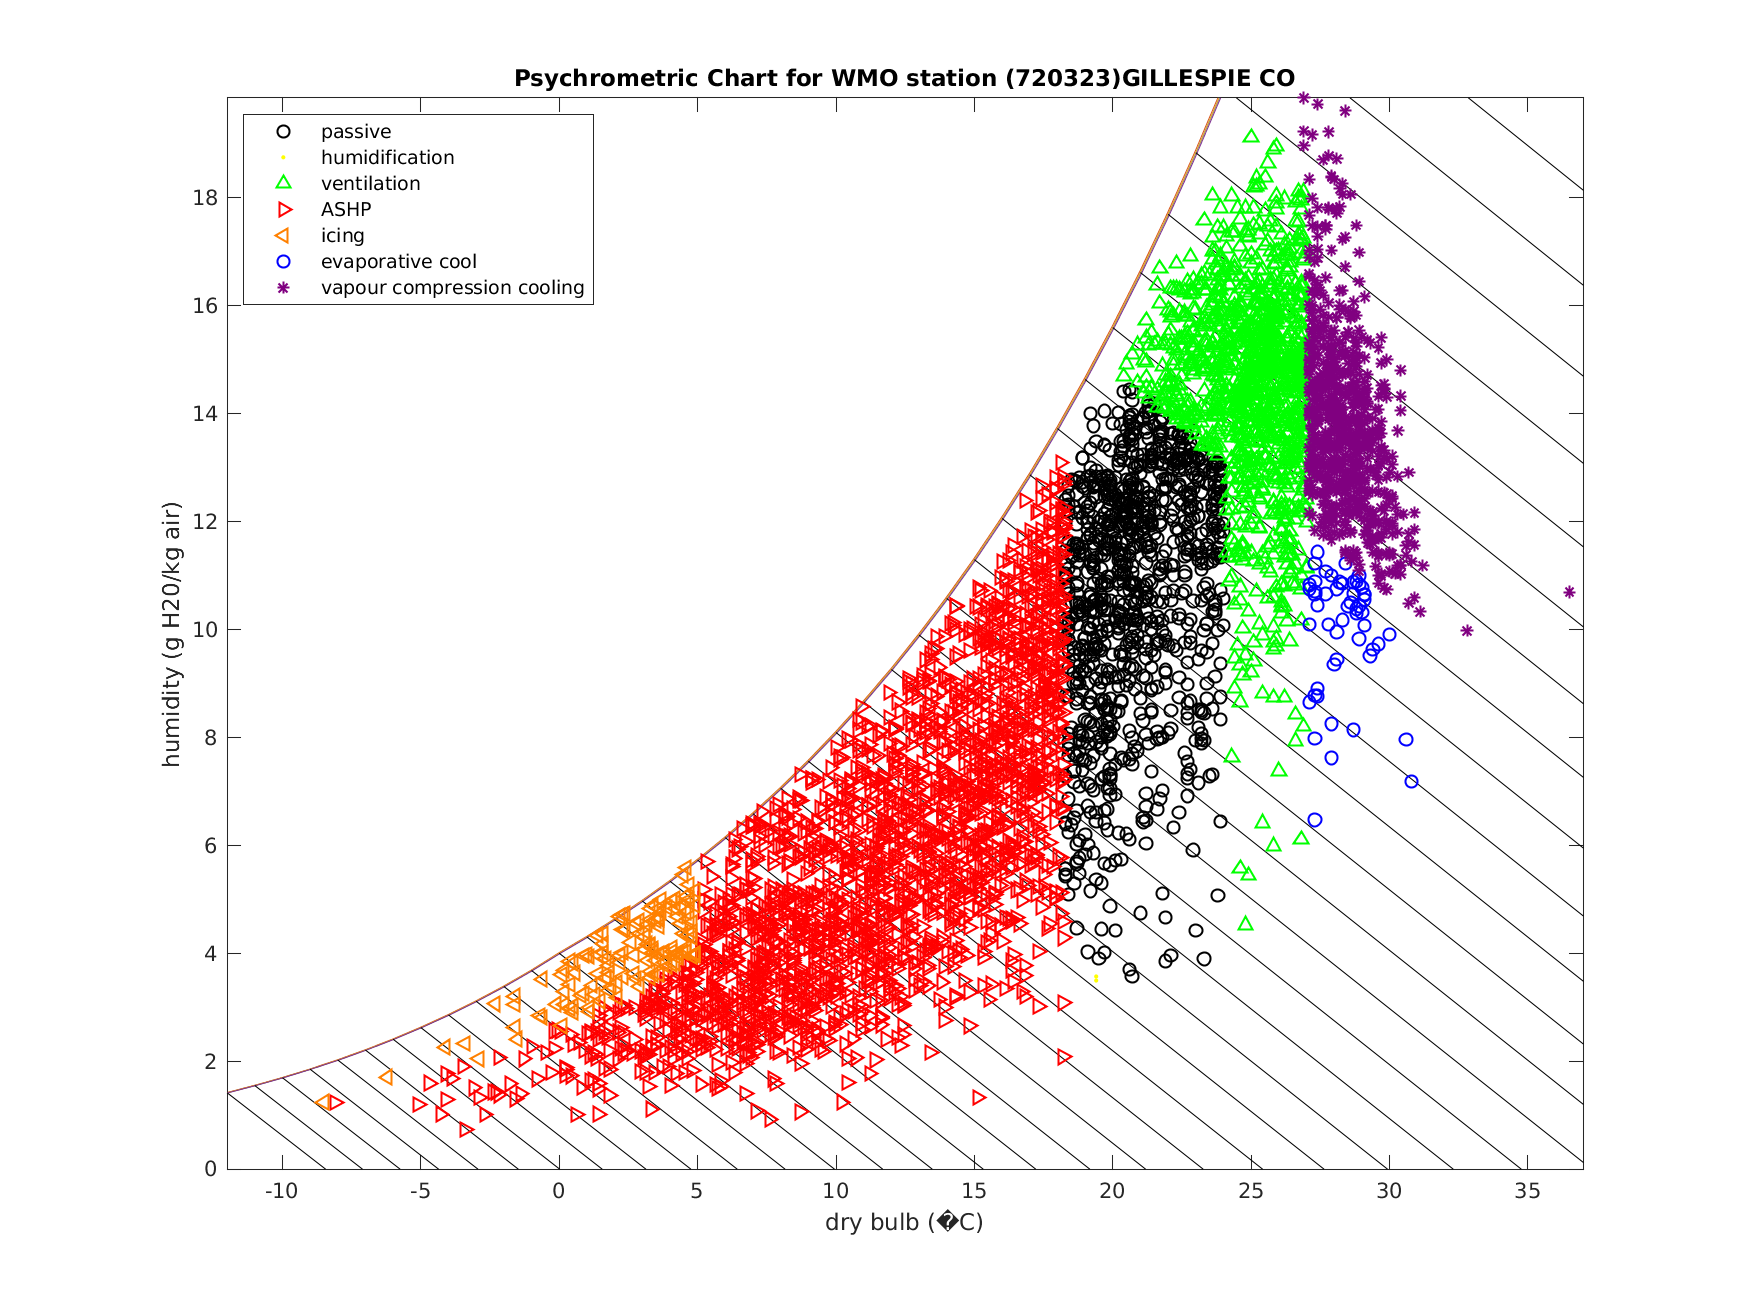 Psychrometric Chart for WMO station (720323)GILLESPIE CO
passive
humidification
ventilation
ASHP
icing
evaporative cool
vapour compression cooling
humidity (g H20/kg air)
18
16
14
12
10
8
6
4
2
0
-10 -5 0 5 10 15 20 25 30 35
dry bulb (�C)